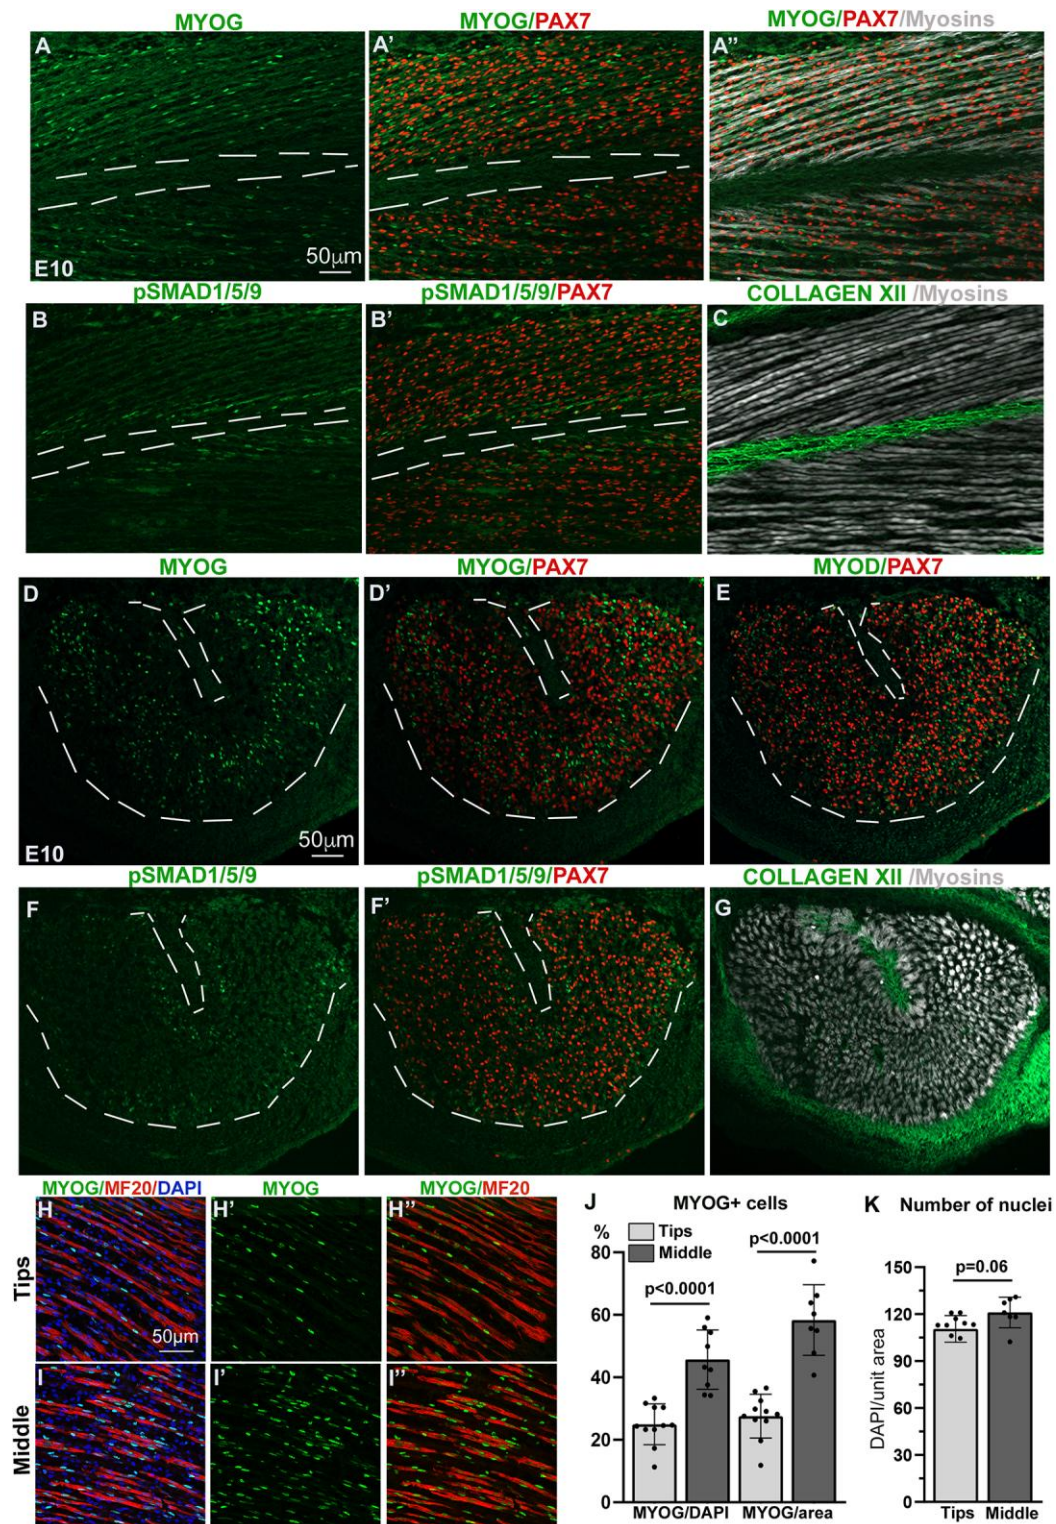 MYOG MYOG/PAX7 MYOG/PAX7/Myosins
A A' A''
50µm
E10
pSMAD1/5/9 pSMAD1/5/9/PAX7 COLLAGEN XII /Myosins
B B' C
MYOG MYOG/PAX7 MYOD/PAX7
D D' E
50µm
E10
pSMAD1/5/9 pSMAD1/5/9/PAX7 COLLAGEN XII /Myosins
F F' G
MYOG/MF20/DAPI MYOG MYOG/MF20
H H' H''
Tips
50µm
I I' I''
Middle
J MYOG+ cells
%
Tips
Middle
p<0.0001
p<0.0001
80
60
40
20
0
MYOG/DAPI MYOG/area
K Number of nuclei
p=0.06
DAPI/unit area
150
120
90
60
30
0
Tips Middle